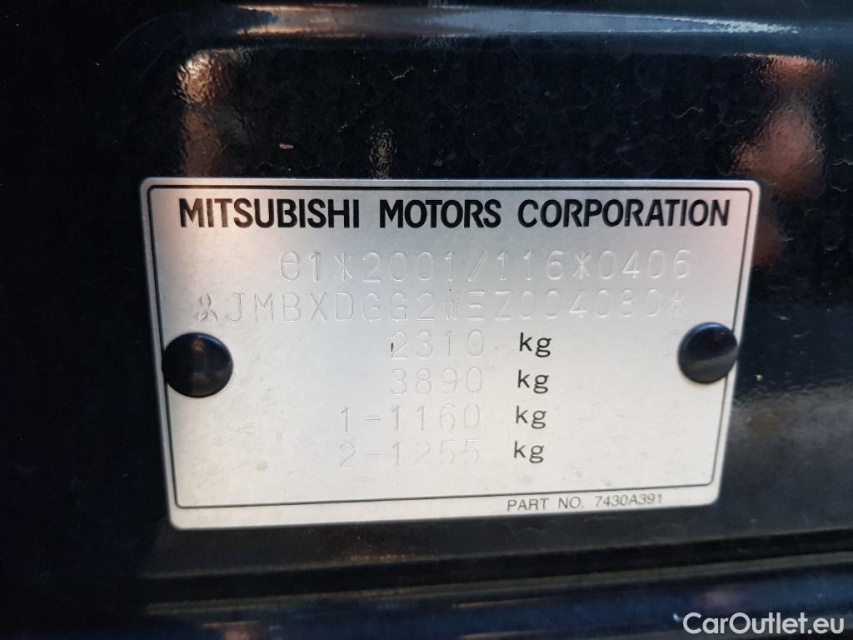 MITSUBISHI MOTORS CORPORATION
e1*2001/116*0406
*JMBXDGG2WEZ004080*
2310 kg
3890 kg
1-1160 kg
2-1255 kg
PART NO. 7430A391
CarOutlet.eu